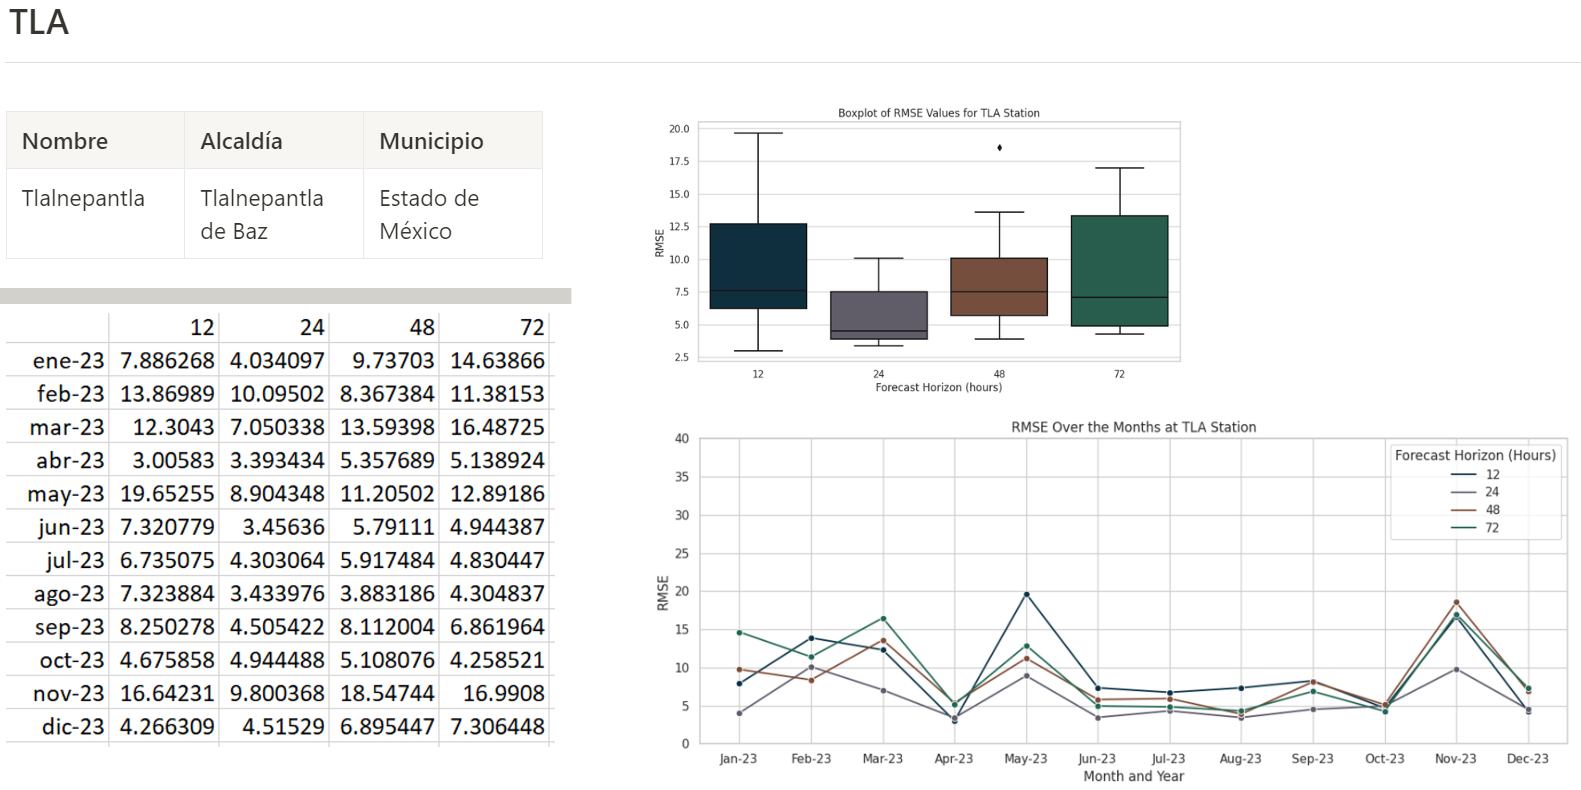 TLA
Nombre Alcaldía Municipio
Tlalnepantla Tlalnepantla Estado de
de Baz México
12 24 48 72
ene-23 7.886268 4.034097 9.73703 14.63866
feb-23 13.86989 10.09502 8.367384 11.38153
mar-23 12.3043 7.050338 13.59398 16.48725
abr-23 3.00583 3.393434 5.357689 5.138924
may-23 19.65255 8.904348 11.20502 12.89186
jun-23 7.320779 3.45636 5.79111 4.944387
jul-23 6.735075 4.303064 5.917484 4.830447
ago-23 7.323884 3.433976 3.883186 4.304837
sep-23 8.250278 4.505422 8.112004 6.861964
oct-23 4.675858 4.944488 5.108076 4.258521
nov-23 16.64231 9.800368 18.54744 16.9908
dic-23 4.266309 4.51529 6.895447 7.306448
Boxplot of RMSE Values for TLA Station
RMSE
20.0
17.5
15.0
12.5
10.0
7.5
5.0
2.5
12 24 48 72
Forecast Horizon (hours)
RMSE Over the Months at TLA Station
Forecast Horizon (Hours)
12
24
48
72
RMSE
40
35
30
25
20
15
10
5
0
Jan-23 Feb-23 Mar-23 Apr-23 May-23 Jun-23 Jul-23 Aug-23 Sep-23 Oct-23 Nov-23 Dec-23
Month and Year